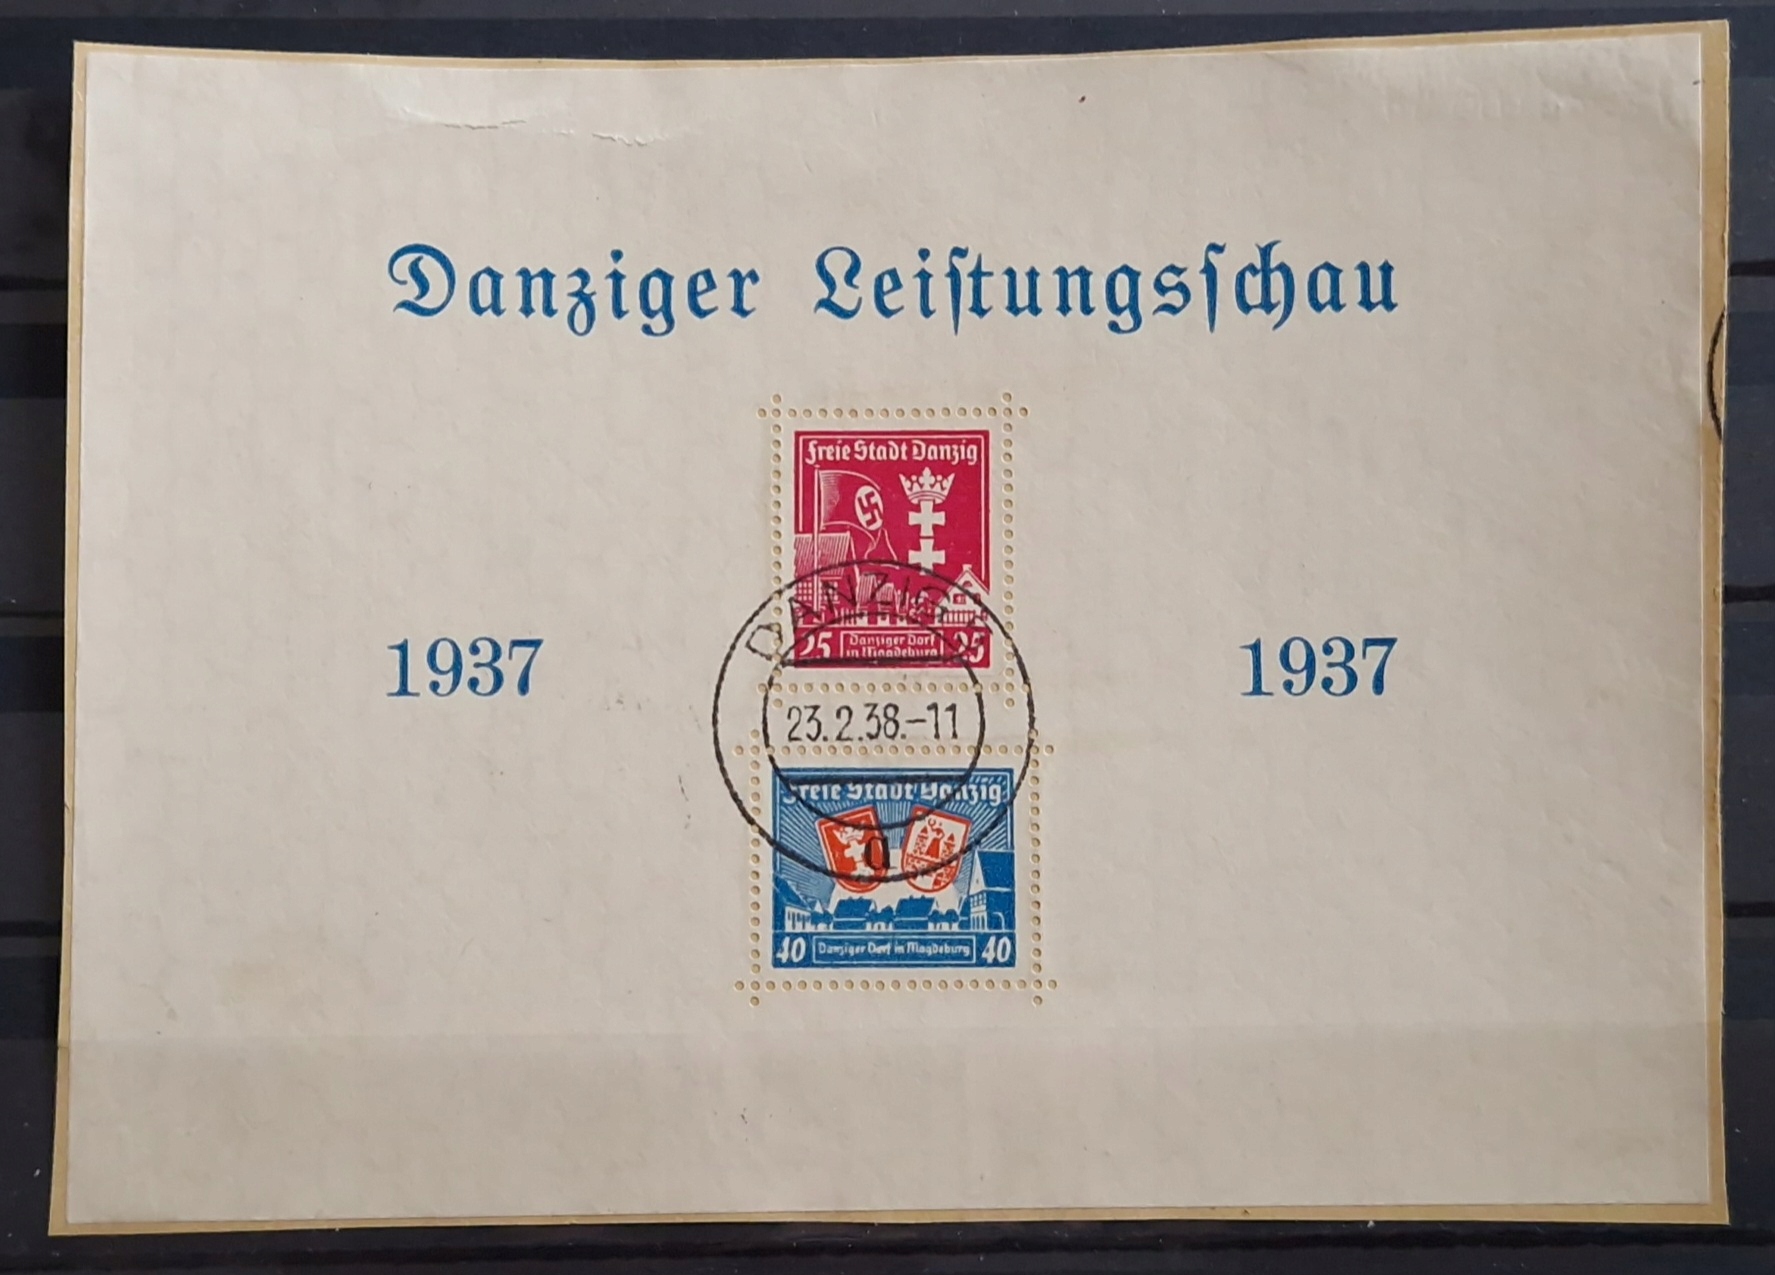 Danziger Leiſtungsſchau
Freie Stadt Danzig
25 Danziger Dorf 25
in Magdeburg
1937 1937
DANZIG
23.2.38.-11
Freie Stadt Danzig
d
40 Danziger Dorf in Magdeburg 40